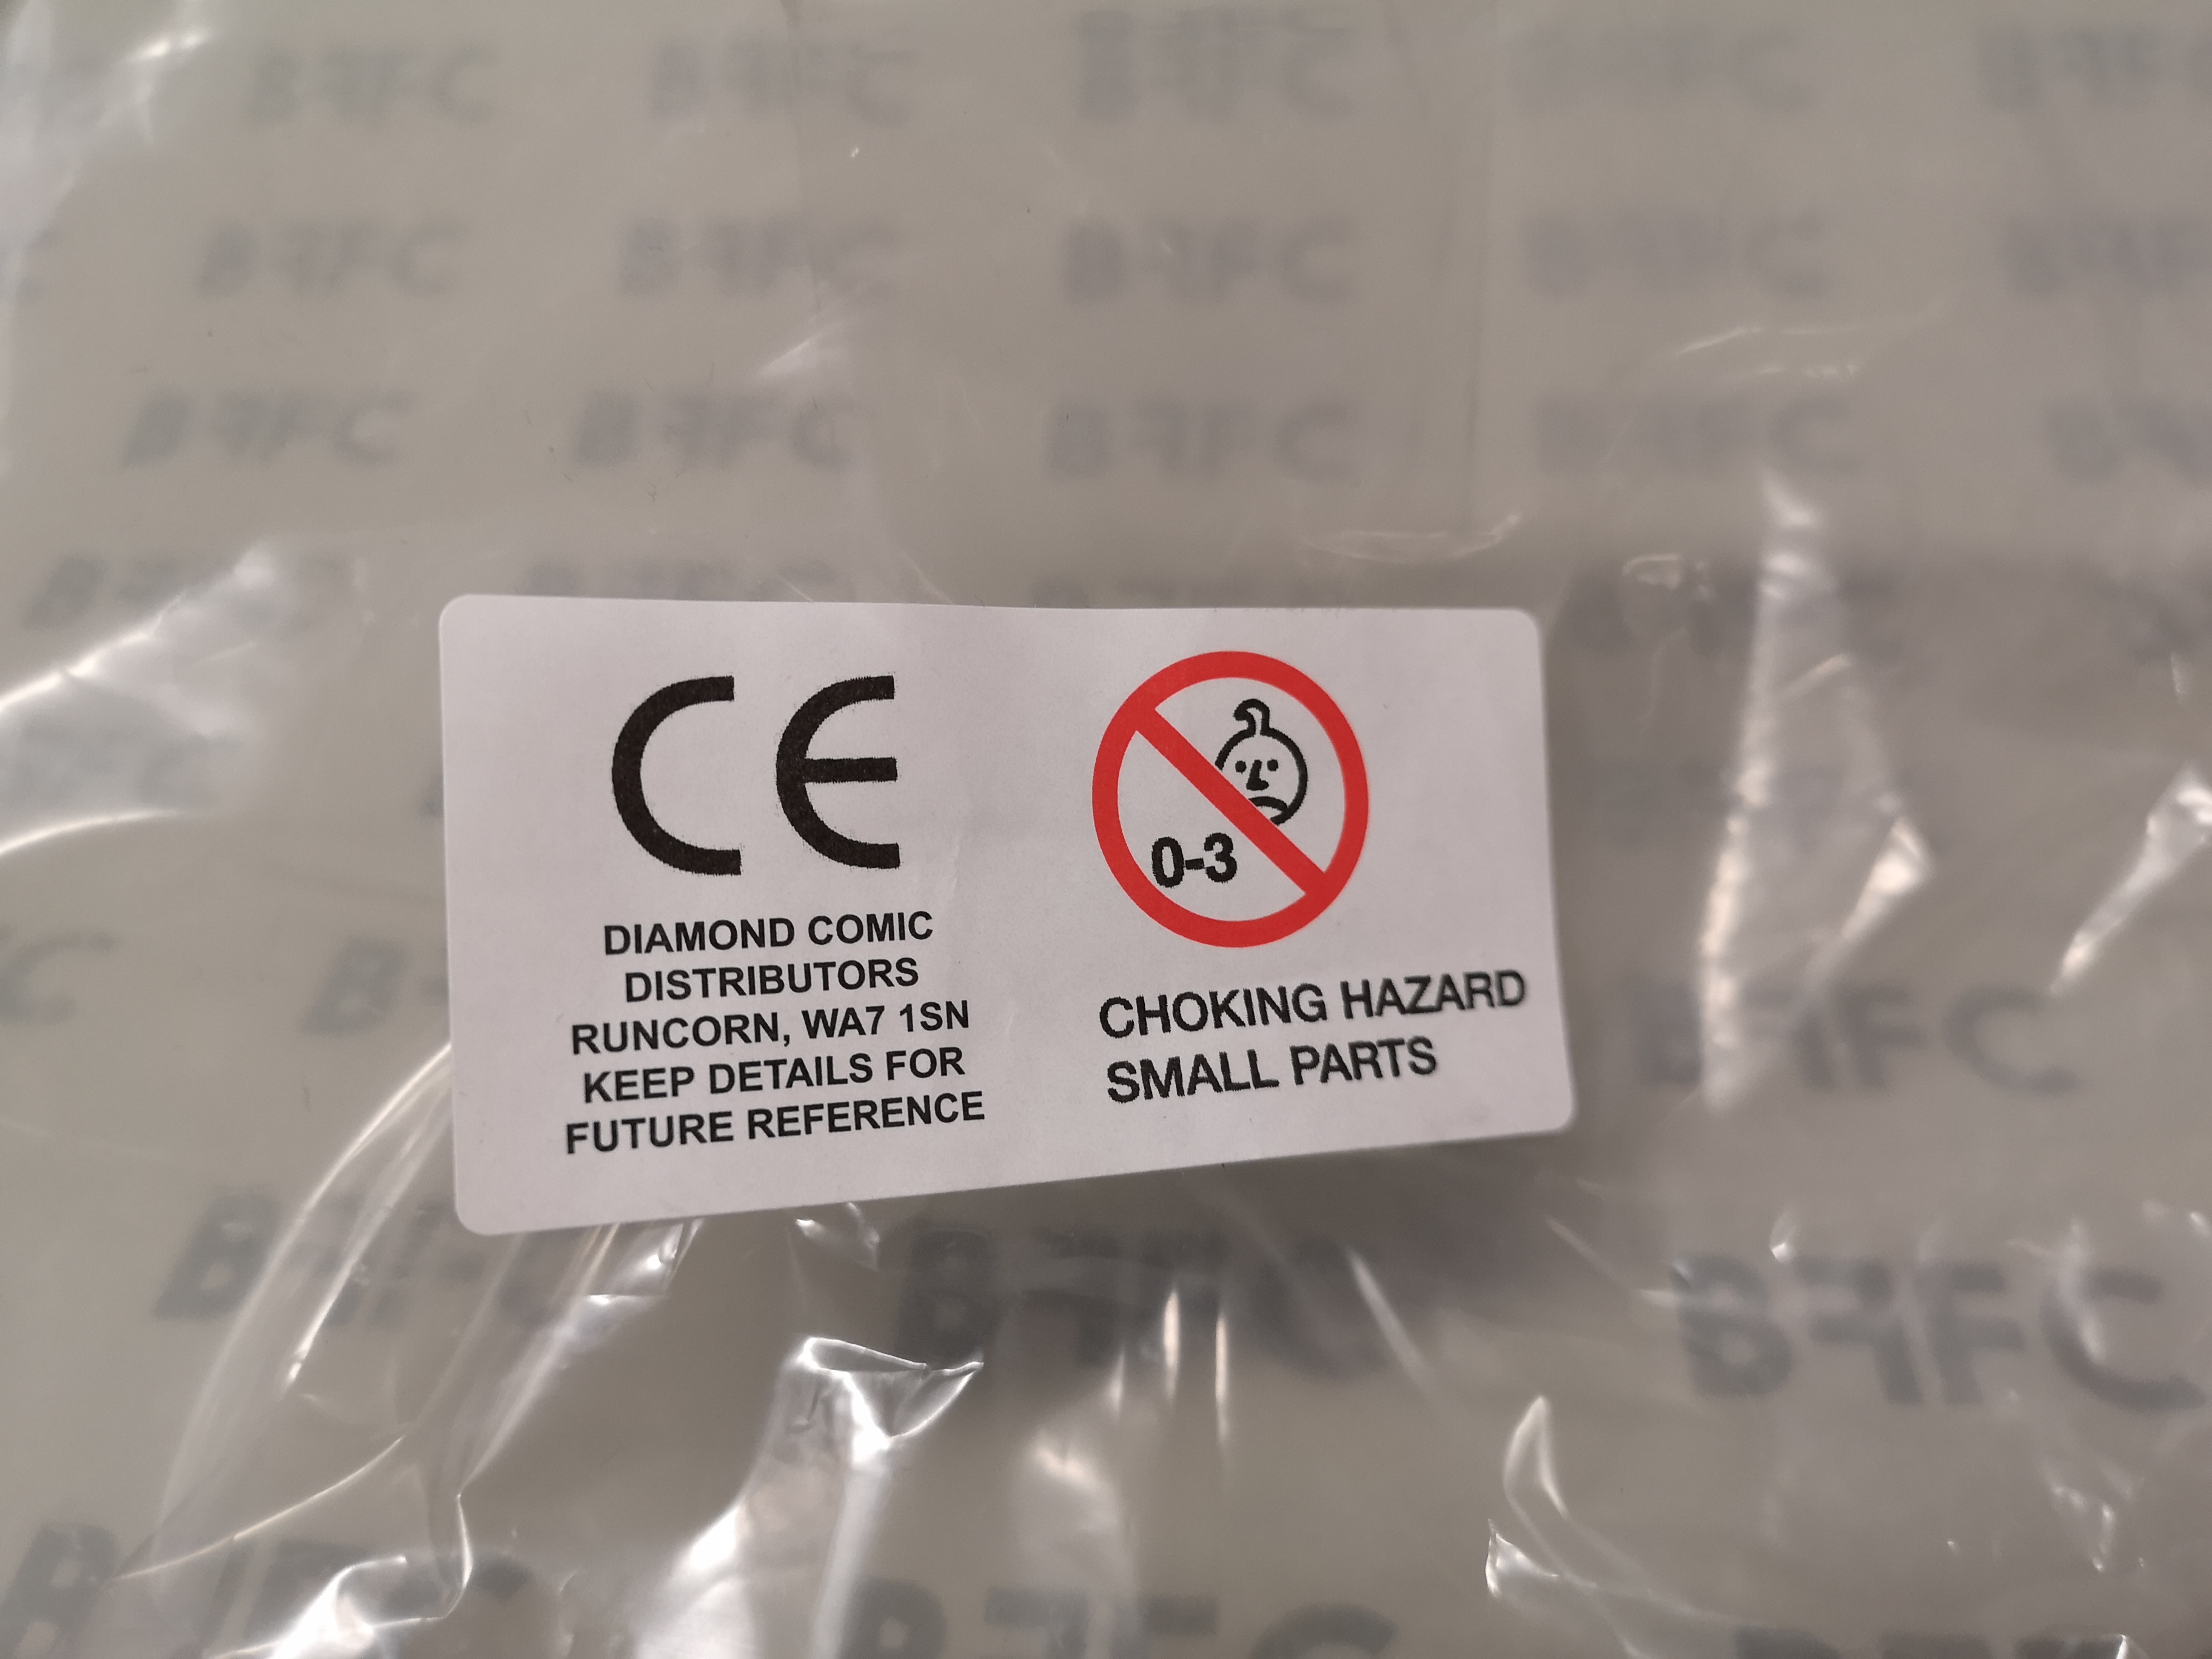 CE
DIAMOND COMIC
DISTRIBUTORS
RUNCORN, WA7 1SN
KEEP DETAILS FOR
FUTURE REFERENCE
0-3
CHOKING HAZARD
SMALL PARTS